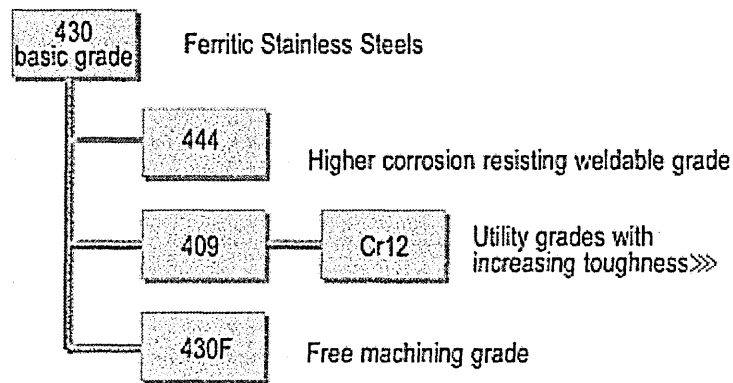 430
basic grade
Ferritic Stainless Steels
444
Higher corrosion resisting weldable grade
409
Cr12
Utility grades with
increasing toughness>>>
430F
Free machining grade